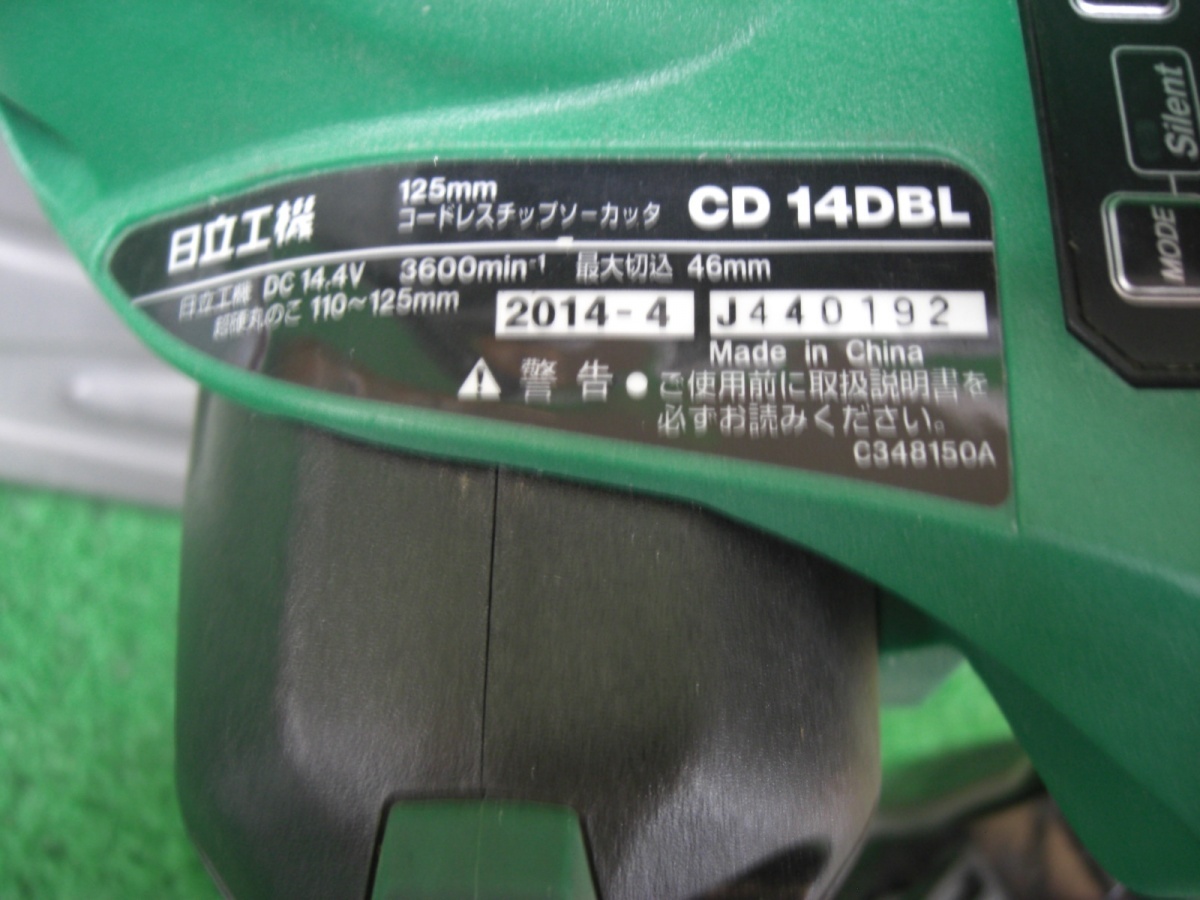 日立工機
125mm
コードレスチップソーカッタ
CD 14DBL
日立工機 DC 14.4V 3600min-1 最大切込 46mm
超硬丸のこ 110~125mm
2014-4 J440192
Made in China
警告 ●ご使用前に取扱説明書を
必ずお読みください。
C348150A
Silent
MODE